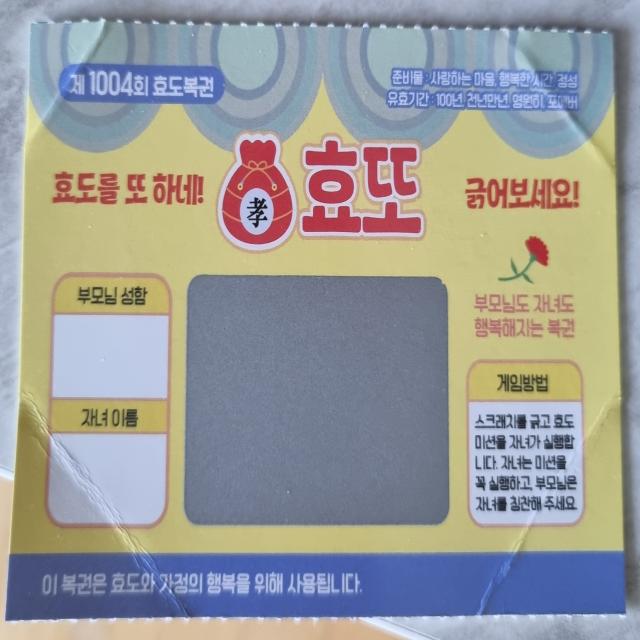 제 1004회 효도복권
준비물 : 사랑하는 마음, 행복한 시간, 정성
유효기간 : 100년, 천년만년, 영원히, 포에버
효도를 또 하네!
孝
효또
긁어보세요!
부모님도 자녀도
행복해지는 복권
부모님 성함
자녀 이름
게임방법
스크래치를 긁고 효도
미션을 자녀가 실행합
니다. 자녀는 미션을
꼭 실행하고, 부모님은
자녀를 칭찬해 주세요.
이 복권은 효도와 가정의 행복을 위해 사용됩니다.